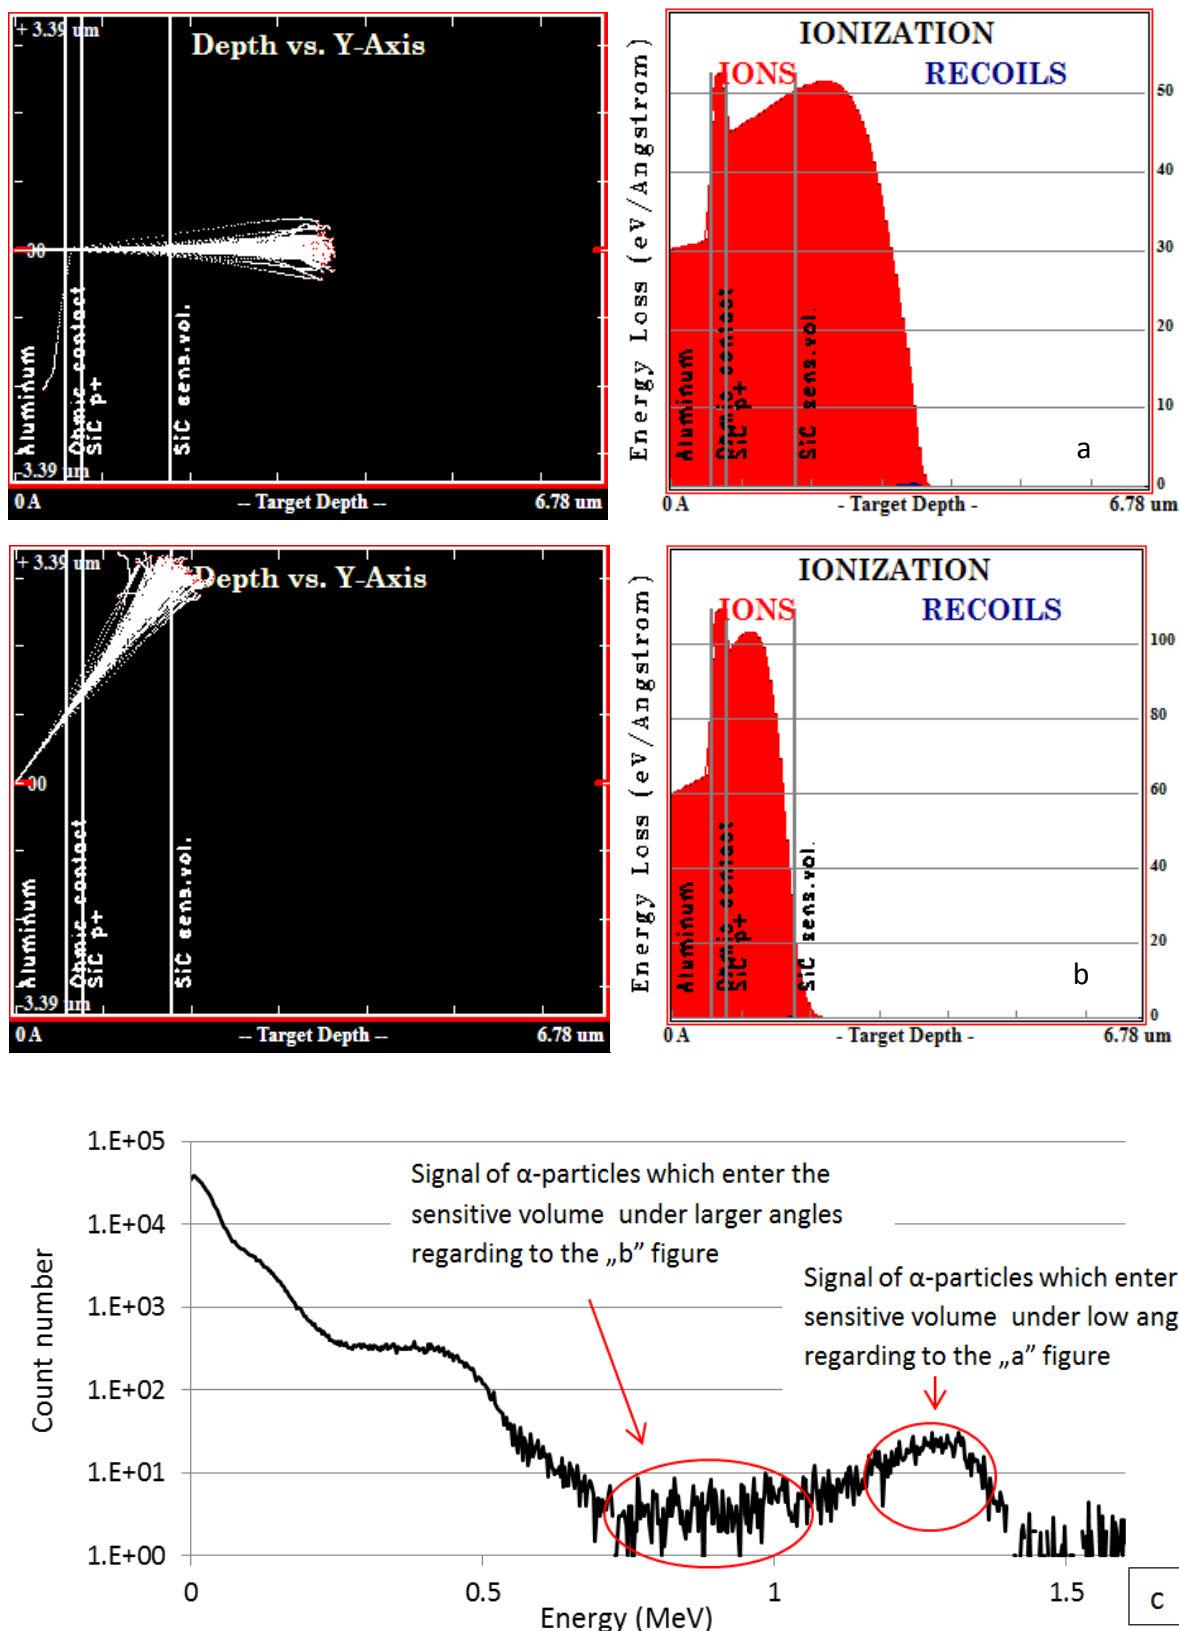 + 3.39 um
Depth vs. Y-Axis
00
Aluminum
Ohmic contact
SiC p+
SiC sens.vol.
-3.39 um
0 A
-- Target Depth --
6.78 um
IONIZATION
IONS
RECOILS
Energy Loss (eV/Angstrom)
50
40
30
20
10
0
Aluminum
Ohmic contact
SiC p+
SiC sens.vol.
a
0 A
- Target Depth -
6.78 um
+ 3.39 um
Depth vs. Y-Axis
00
Aluminum
Ohmic contact
SiC p+
SiC sens.vol.
-3.39 um
0 A
-- Target Depth --
6.78 um
IONIZATION
IONS
RECOILS
Energy Loss (eV/Angstrom)
100
80
60
40
20
0
Aluminum
Ohmic contact
SiC p+
SiC sens.vol.
b
0 A
- Target Depth -
6.78 um
Count number
1.E+05
1.E+04
1.E+03
1.E+02
1.E+01
1.E+00
Signal of α-particles which enter the
sensitive volume under larger angles
regarding to the „b” figure
Signal of α-particles which enter
sensitive volume under low ang
regarding to the „a” figure
0
0.5
1
1.5
Energy (MeV)
c